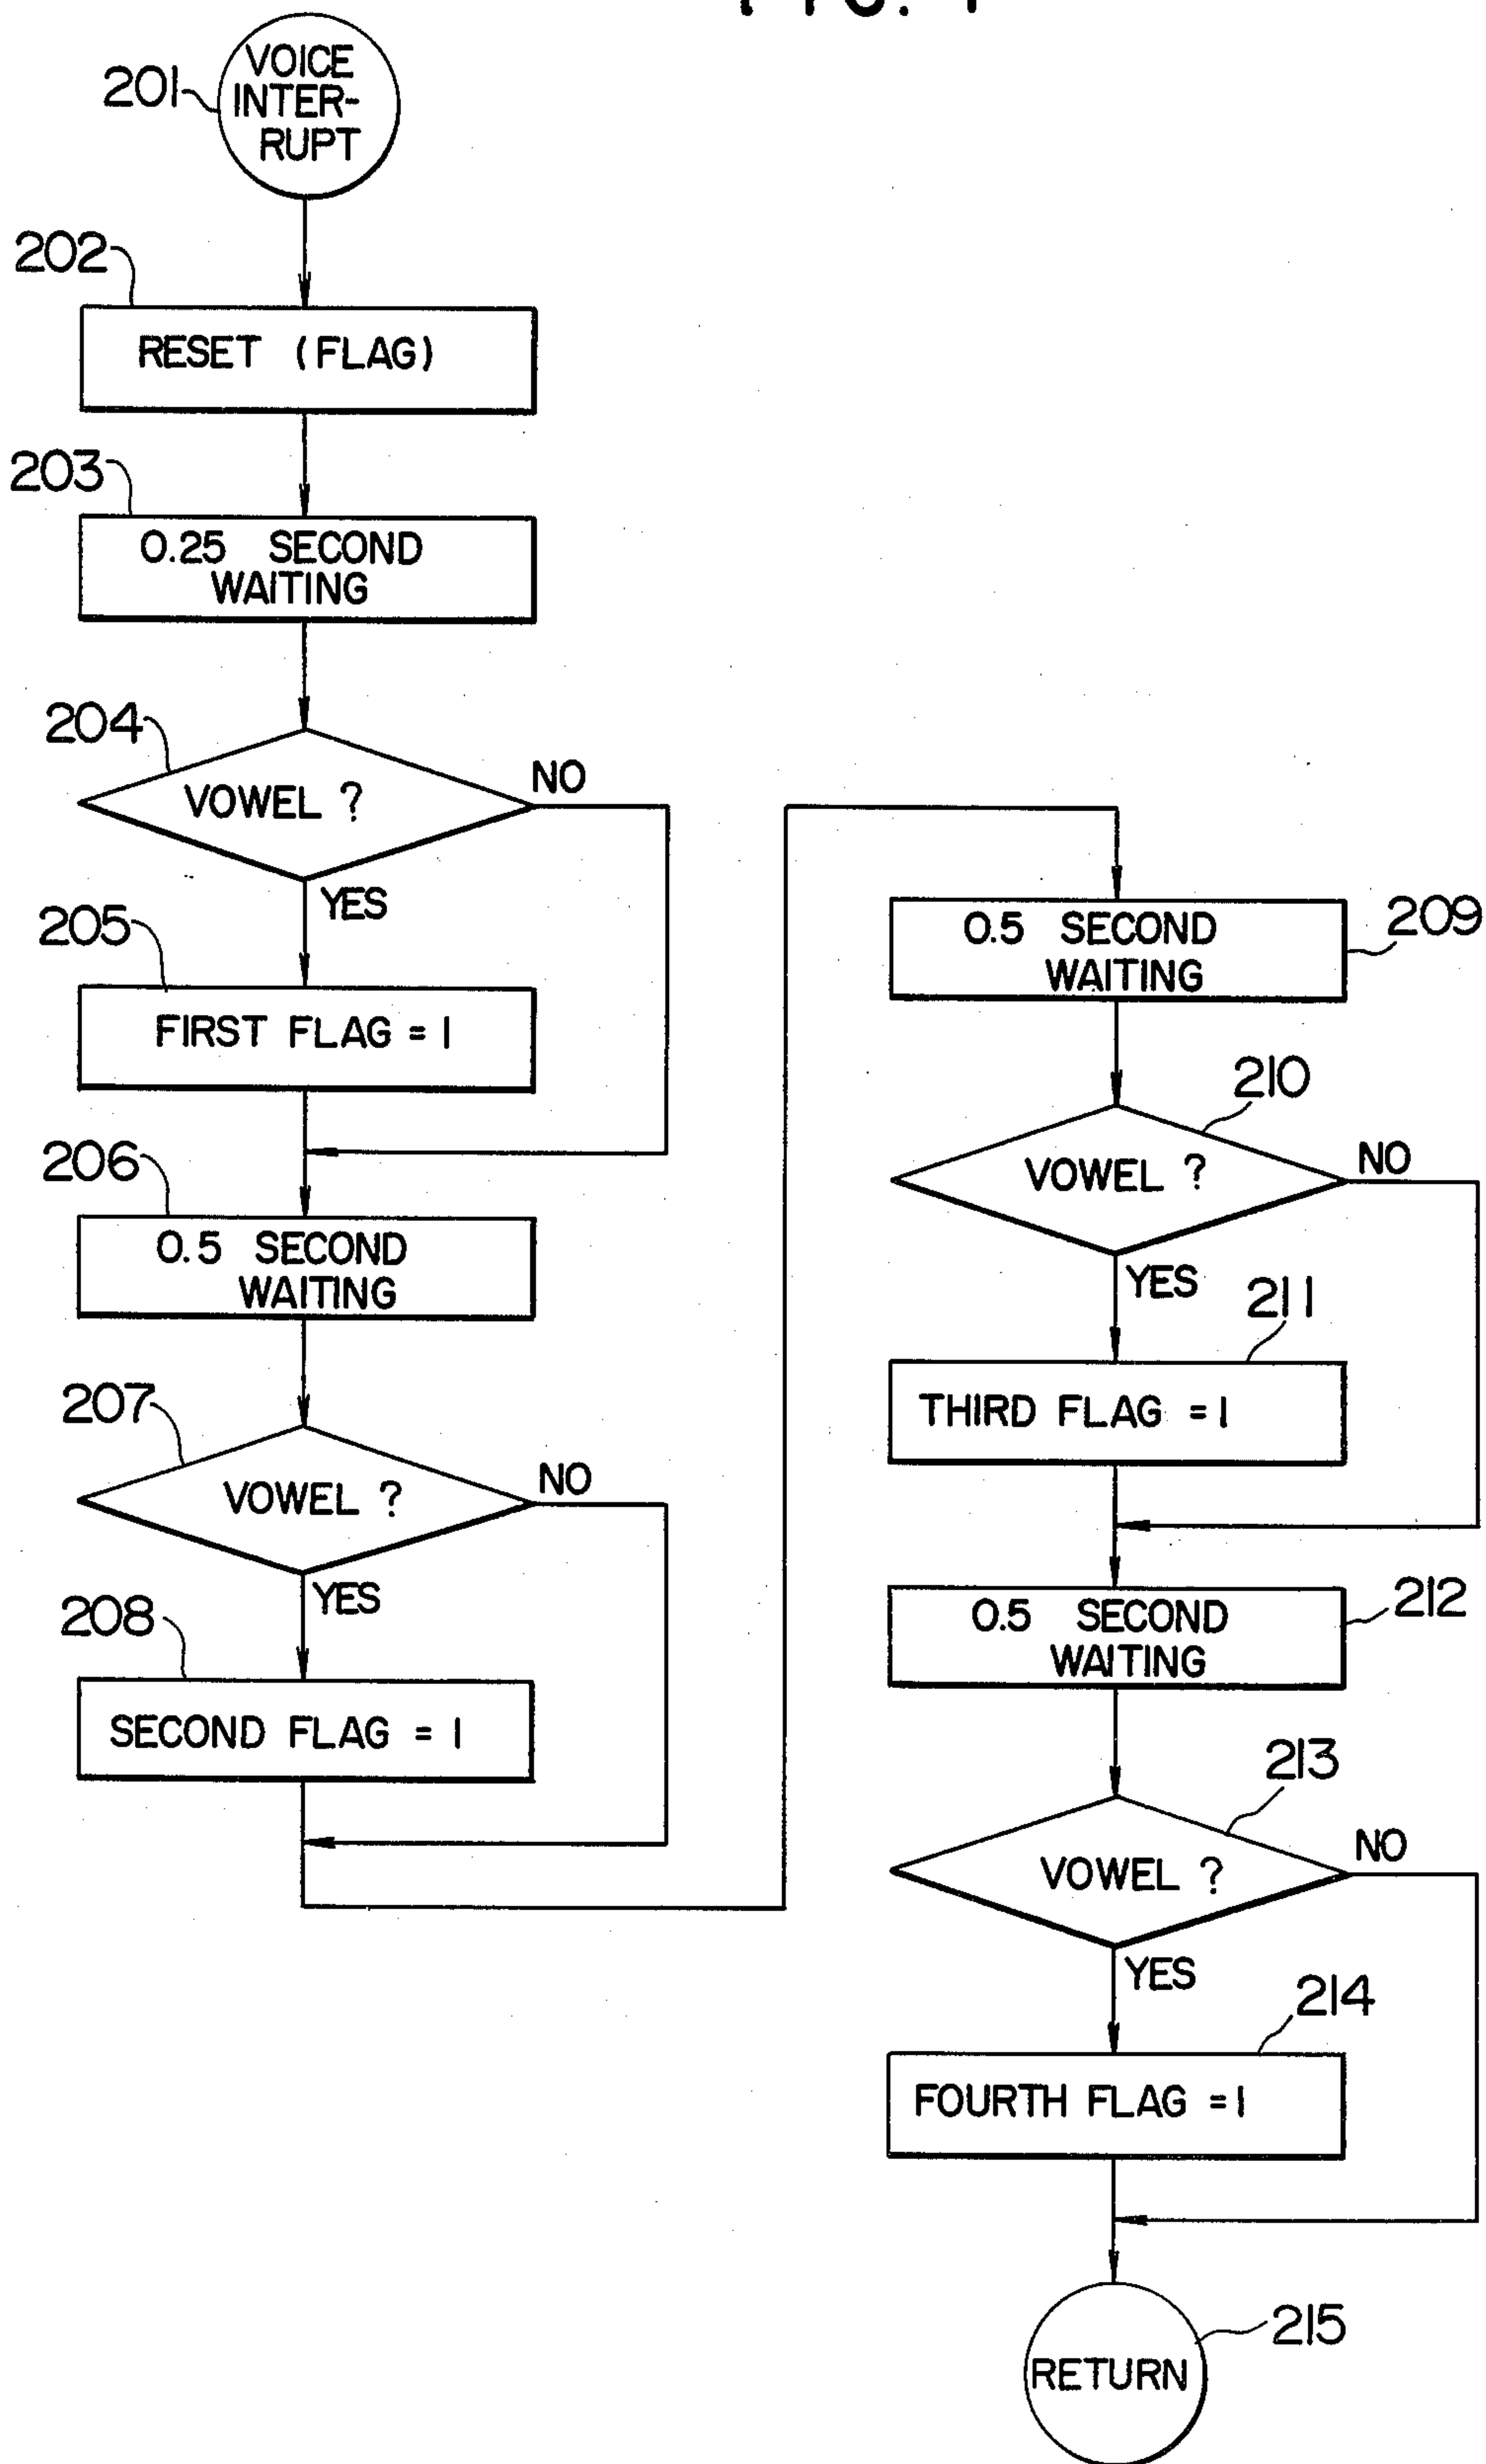 201
VOICE
INTER-
RUPT
202
RESET (FLAG)
203
0.25 SECOND
WAITING
204
VOWEL ?
NO
YES
205
FIRST FLAG = 1
206
0.5 SECOND
WAITING
207
VOWEL ?
NO
YES
208
SECOND FLAG = 1
0.5 SECOND
WAITING
209
210
VOWEL ?
NO
YES
211
THIRD FLAG = 1
0.5 SECOND
WAITING
212
213
VOWEL ?
NO
YES
214
FOURTH FLAG = 1
215
RETURN